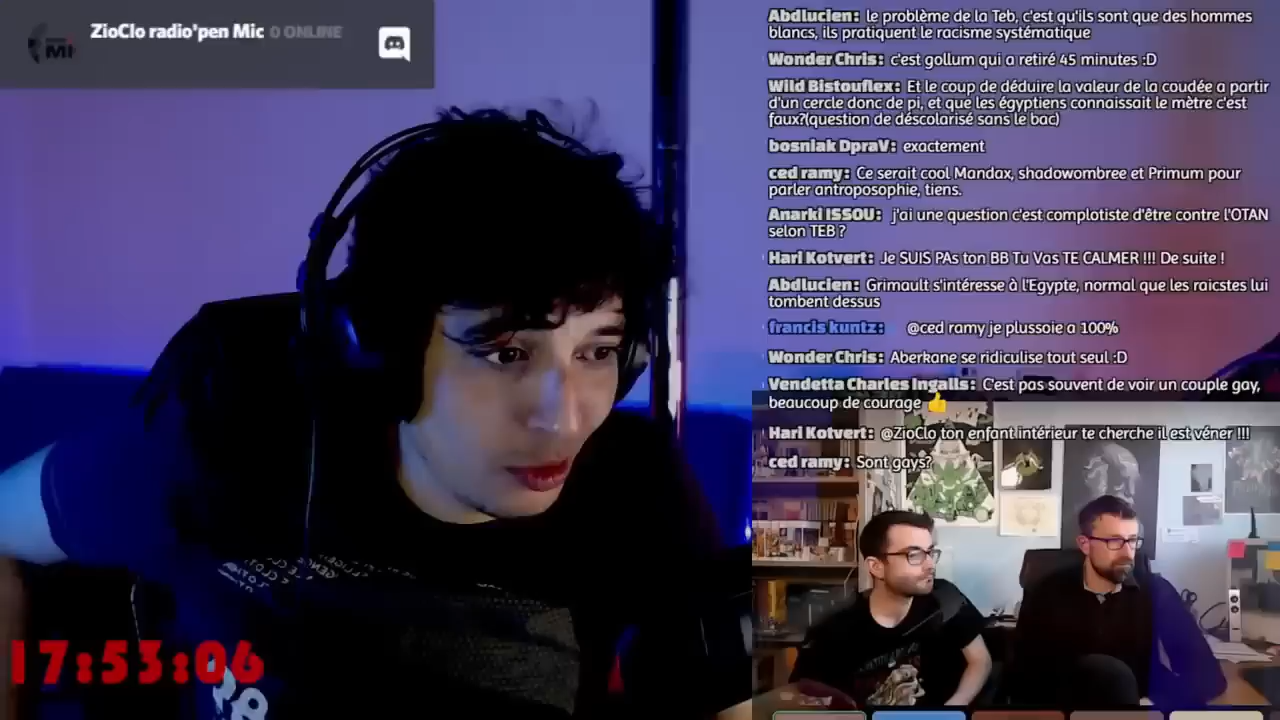 ZioClo radio'pen Mic 0 ONLINE
MI
Abdlucien: le problème de la Teb, c'est qu'ils sont que des hommes
blancs, ils pratiquent le racisme systématique
Wonder Chris: c'est gollum qui a retiré 45 minutes :D
Wild Bistouflex: Et le coup de déduire la valeur de la coudée a partir
d'un cercle donc de pi, et que les égyptiens connaissait le mètre c'est
faux?(question de déscolarisé sans le bac)
bosniak DpraV: exactement
ced ramy: Ce serait cool Mandax, shadowombree et Primum pour
parler antroposophie, tiens.
Anarki ISSOU: j'ai une question c'est complotiste d'être contre l'OTAN
selon TEB ?
Hari Kotvert: Je SUIS PAs ton BB Tu Vas TE CALMER !!! De suite !
Abdlucien: Grimault s'intéresse à l'Egypte, normal que les raicstes lui
tombent dessus
francis kuntz: @ced ramy je plussoie a 100%
Wonder Chris: Aberkane se ridiculise tout seul :D
Vendetta Charles Ingalls: C'est pas souvent de voir un couple gay,
beaucoup de courage 👍
Hari Kotvert: @ZioClo ton enfant intérieur te cherche il est véner !!!
ced ramy: Sont gays?
17:53:06